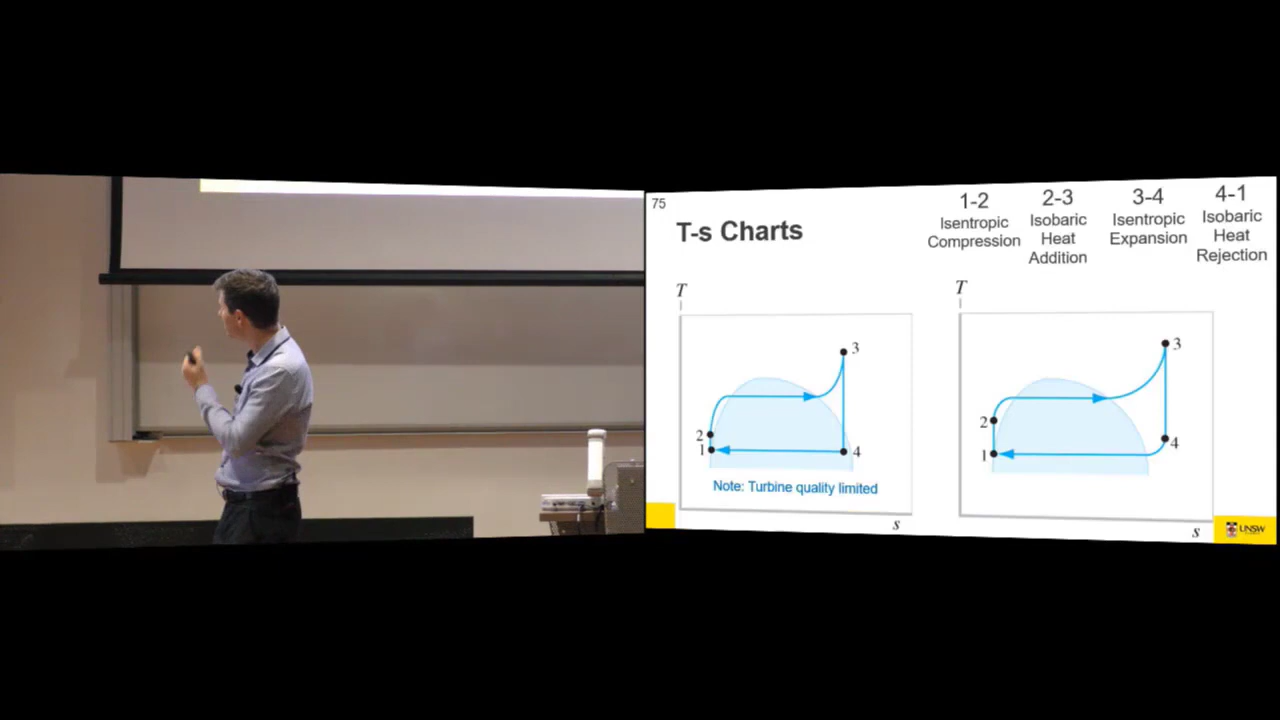 75
T-s Charts
1-2
Isentropic
Compression
2-3
Isobaric
Heat
Addition
3-4
Isentropic
Expansion
4-1
Isobaric
Heat
Rejection
T
3
2
1
4
Note: Turbine quality limited
s
T
3
2
4
1
s
UNSW